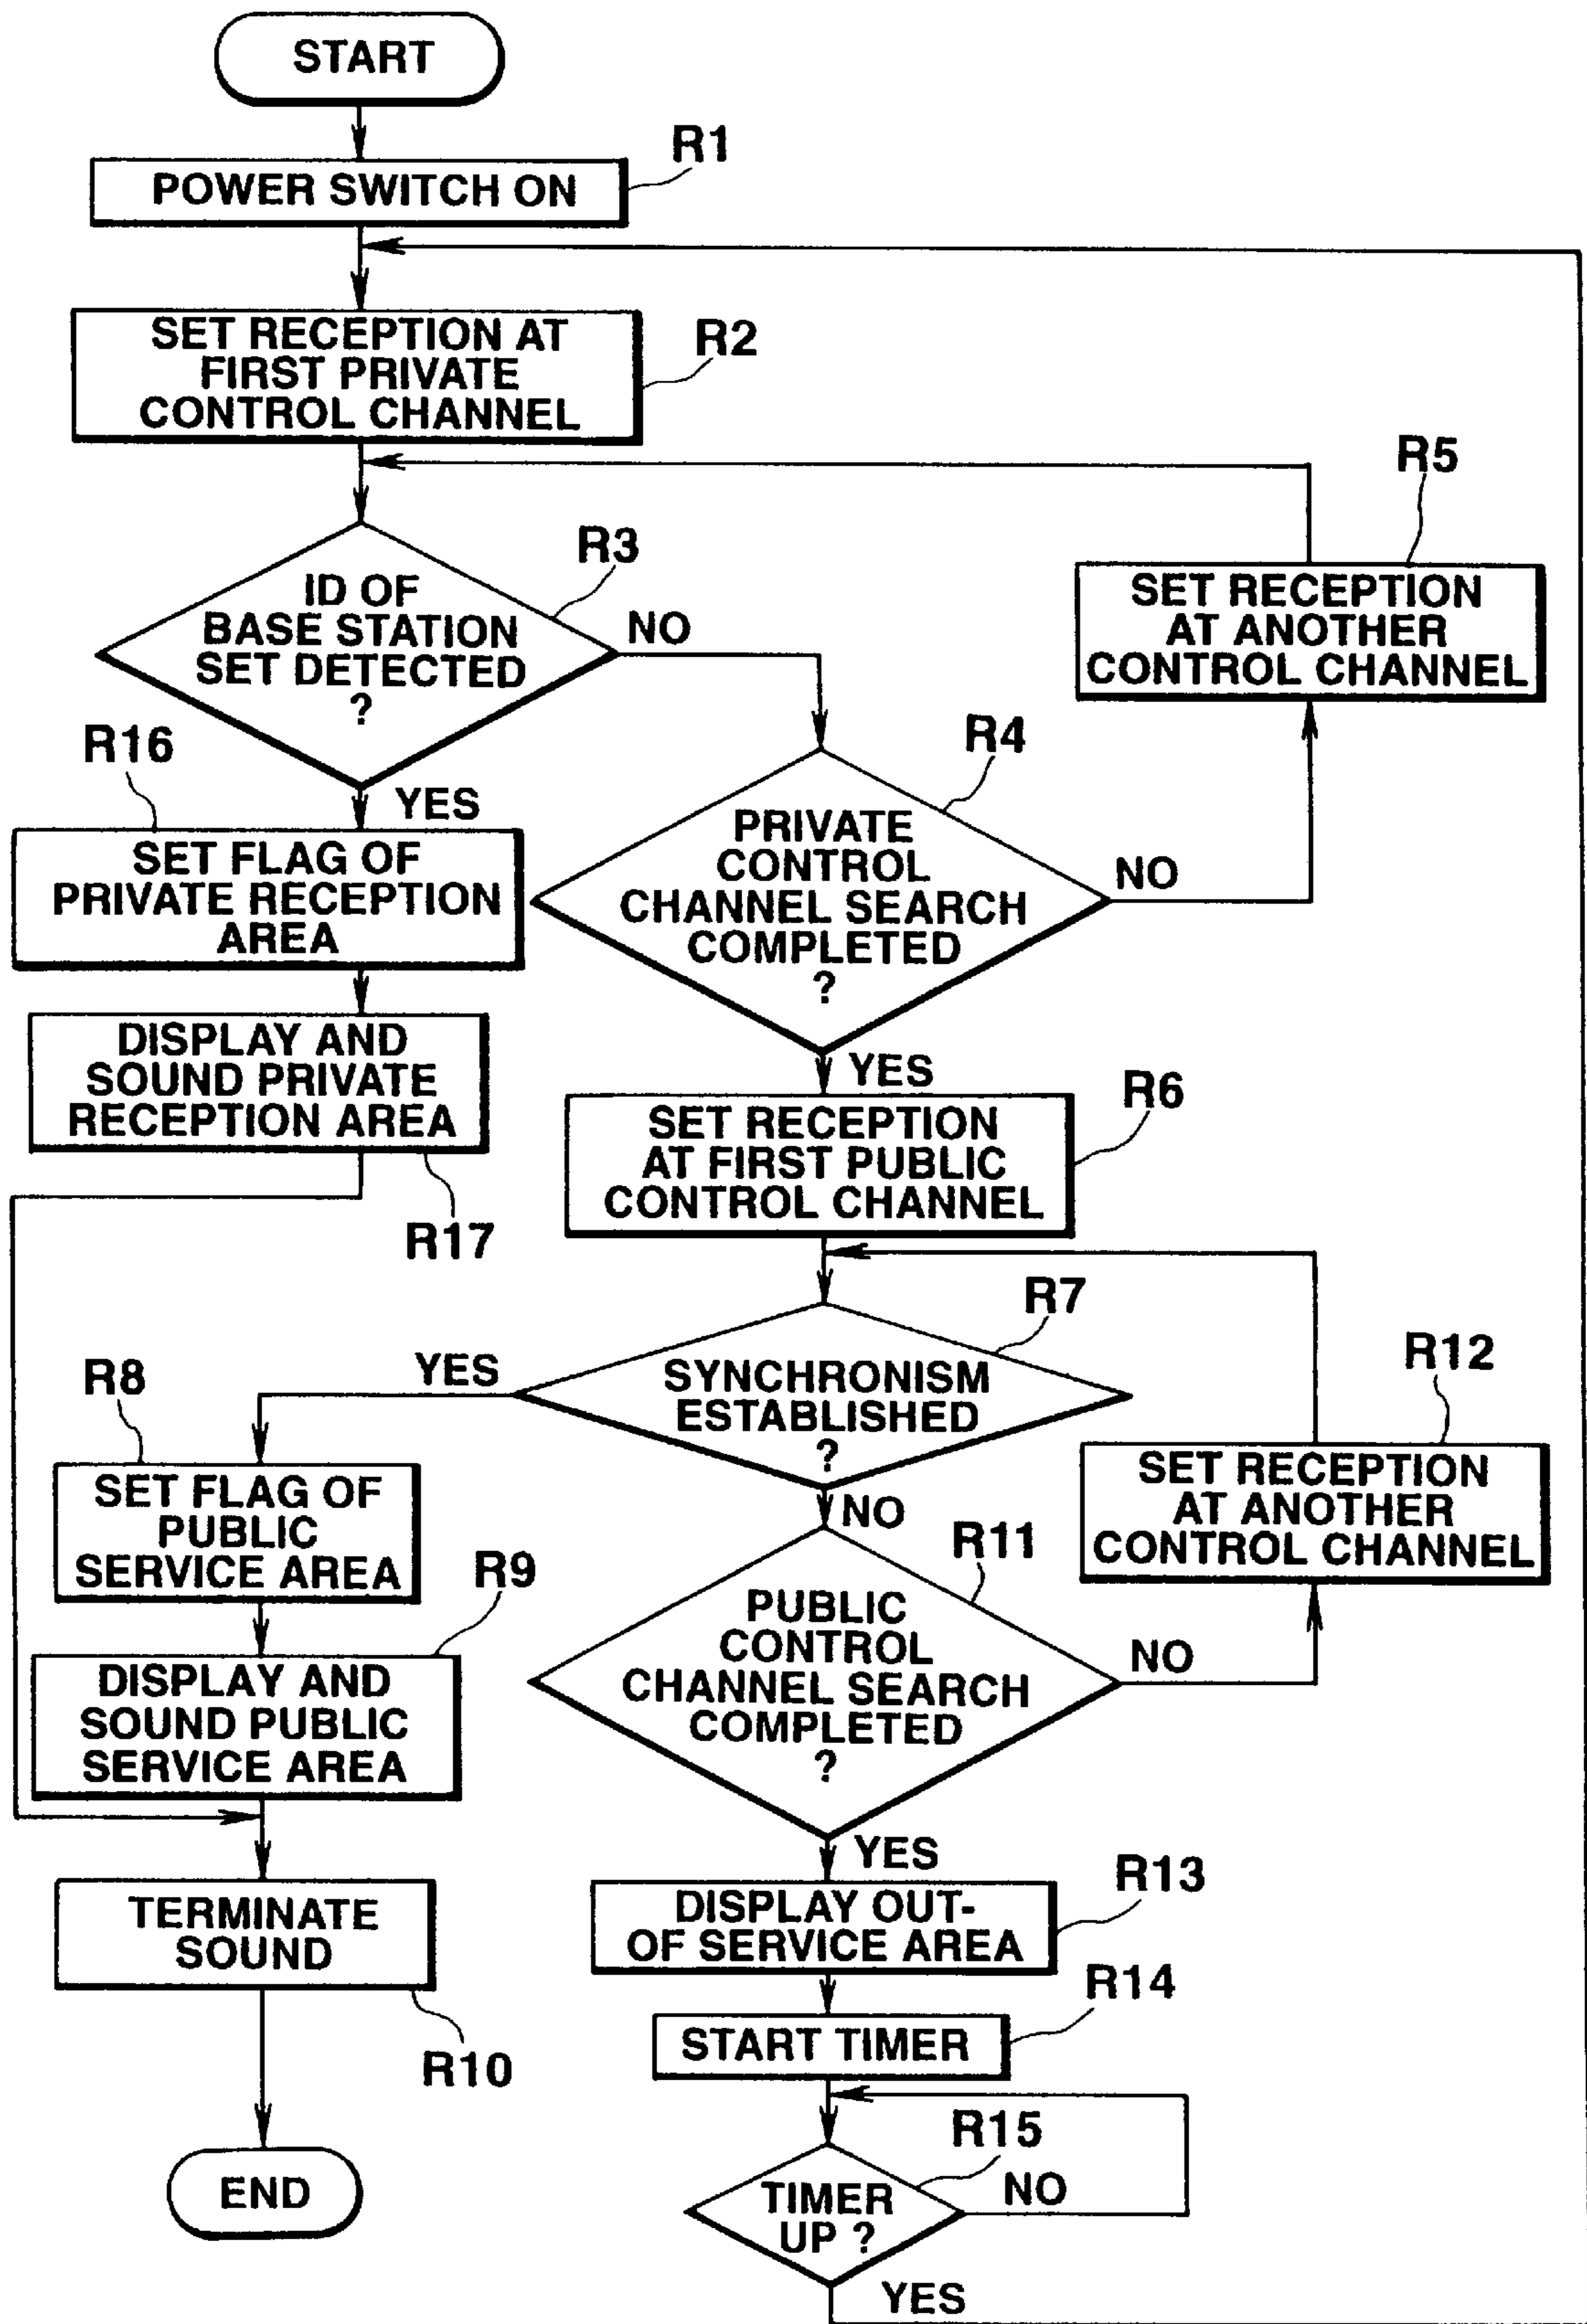 START
R1
POWER SWITCH ON
SET RECEPTION AT
FIRST PRIVATE
CONTROL CHANNEL
R2
R5
SET RECEPTION
AT ANOTHER
CONTROL CHANNEL
R3
ID OF
BASE STATION
SET DETECTED
?
NO
YES
R16
SET FLAG OF
PRIVATE RECEPTION
AREA
R4
PRIVATE
CONTROL
CHANNEL SEARCH
COMPLETED
?
NO
YES
DISPLAY AND
SOUND PRIVATE
RECEPTION AREA
R17
R6
SET RECEPTION
AT FIRST PUBLIC
CONTROL CHANNEL
R7
SYNCHRONISM
ESTABLISHED
?
YES
NO
R8
SET FLAG OF
PUBLIC
SERVICE AREA
R12
SET RECEPTION
AT ANOTHER
CONTROL CHANNEL
R9
DISPLAY AND
SOUND PUBLIC
SERVICE AREA
R11
PUBLIC
CONTROL
CHANNEL SEARCH
COMPLETED
?
NO
YES
TERMINATE
SOUND
R10
END
R13
DISPLAY OUT-
OF SERVICE AREA
R14
START TIMER
R15
TIMER
UP ?
NO
YES